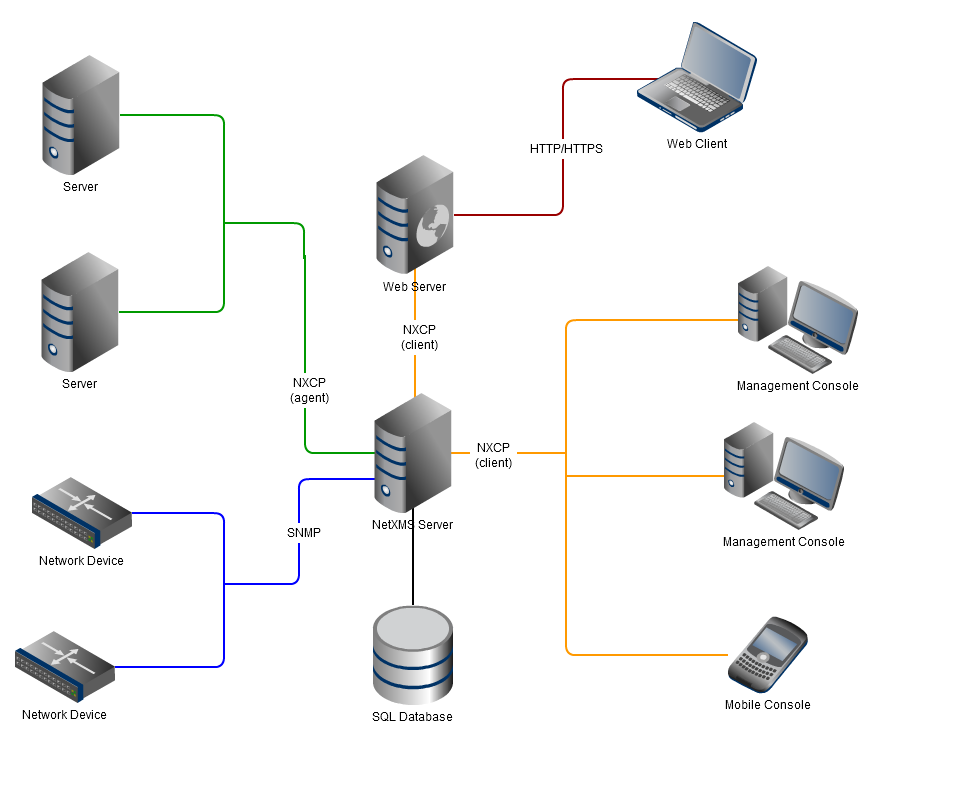 Web Client
HTTP/HTTPS
Server
Web Server
NXCP
(client)
Server
NXCP
(agent)
Management Console
NXCP
(client)
NetXMS Server
SNMP
Management Console
Network Device
Mobile Console
Network Device
SQL Database